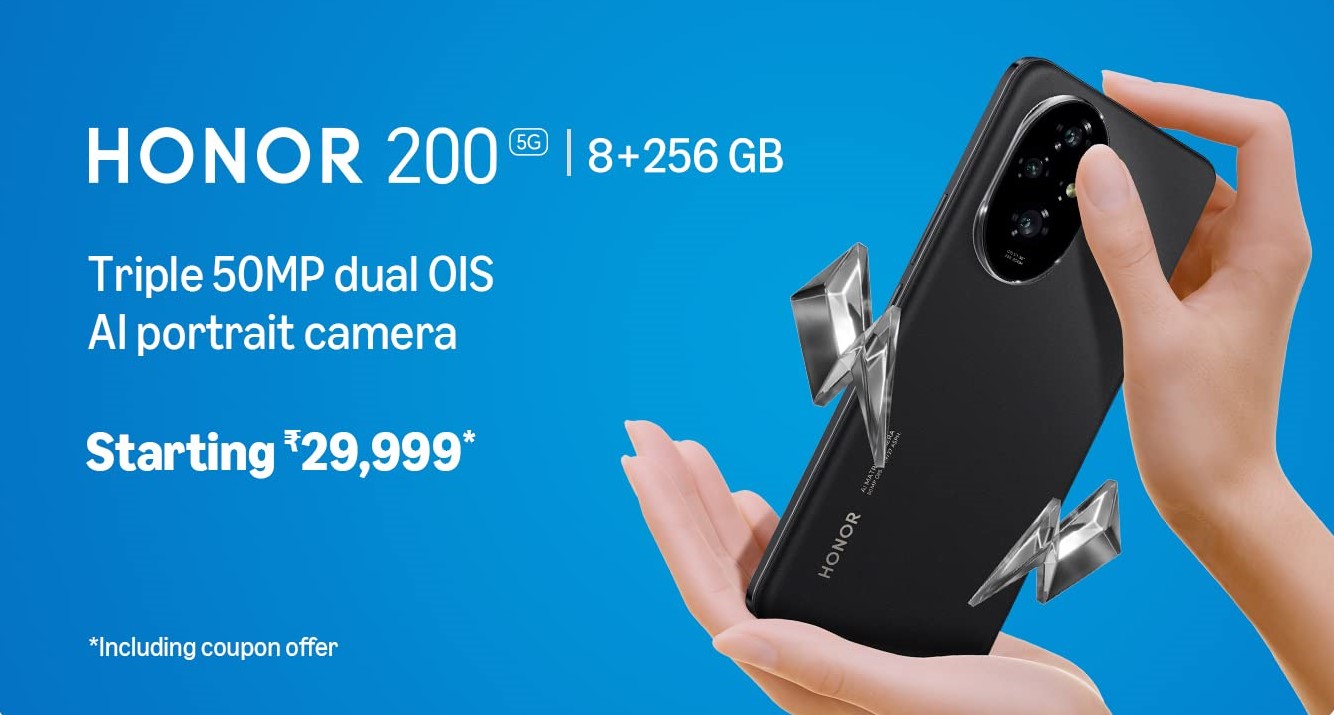 HONOR 200 5G | 8+256 GB
Triple 50MP dual OIS
AI portrait camera
Starting ₹29,999*
*Including coupon offer
HONOR